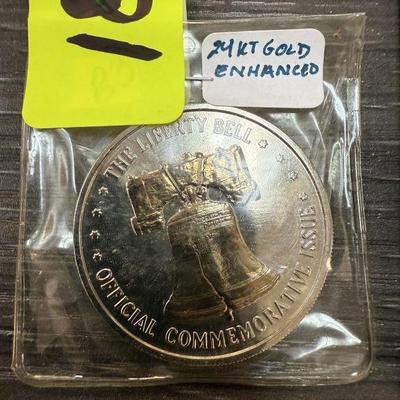 24KT GOLD
ENHANCED
THE LIBERTY BELL
OFFICIAL COMMEMORATIVE ISSUE